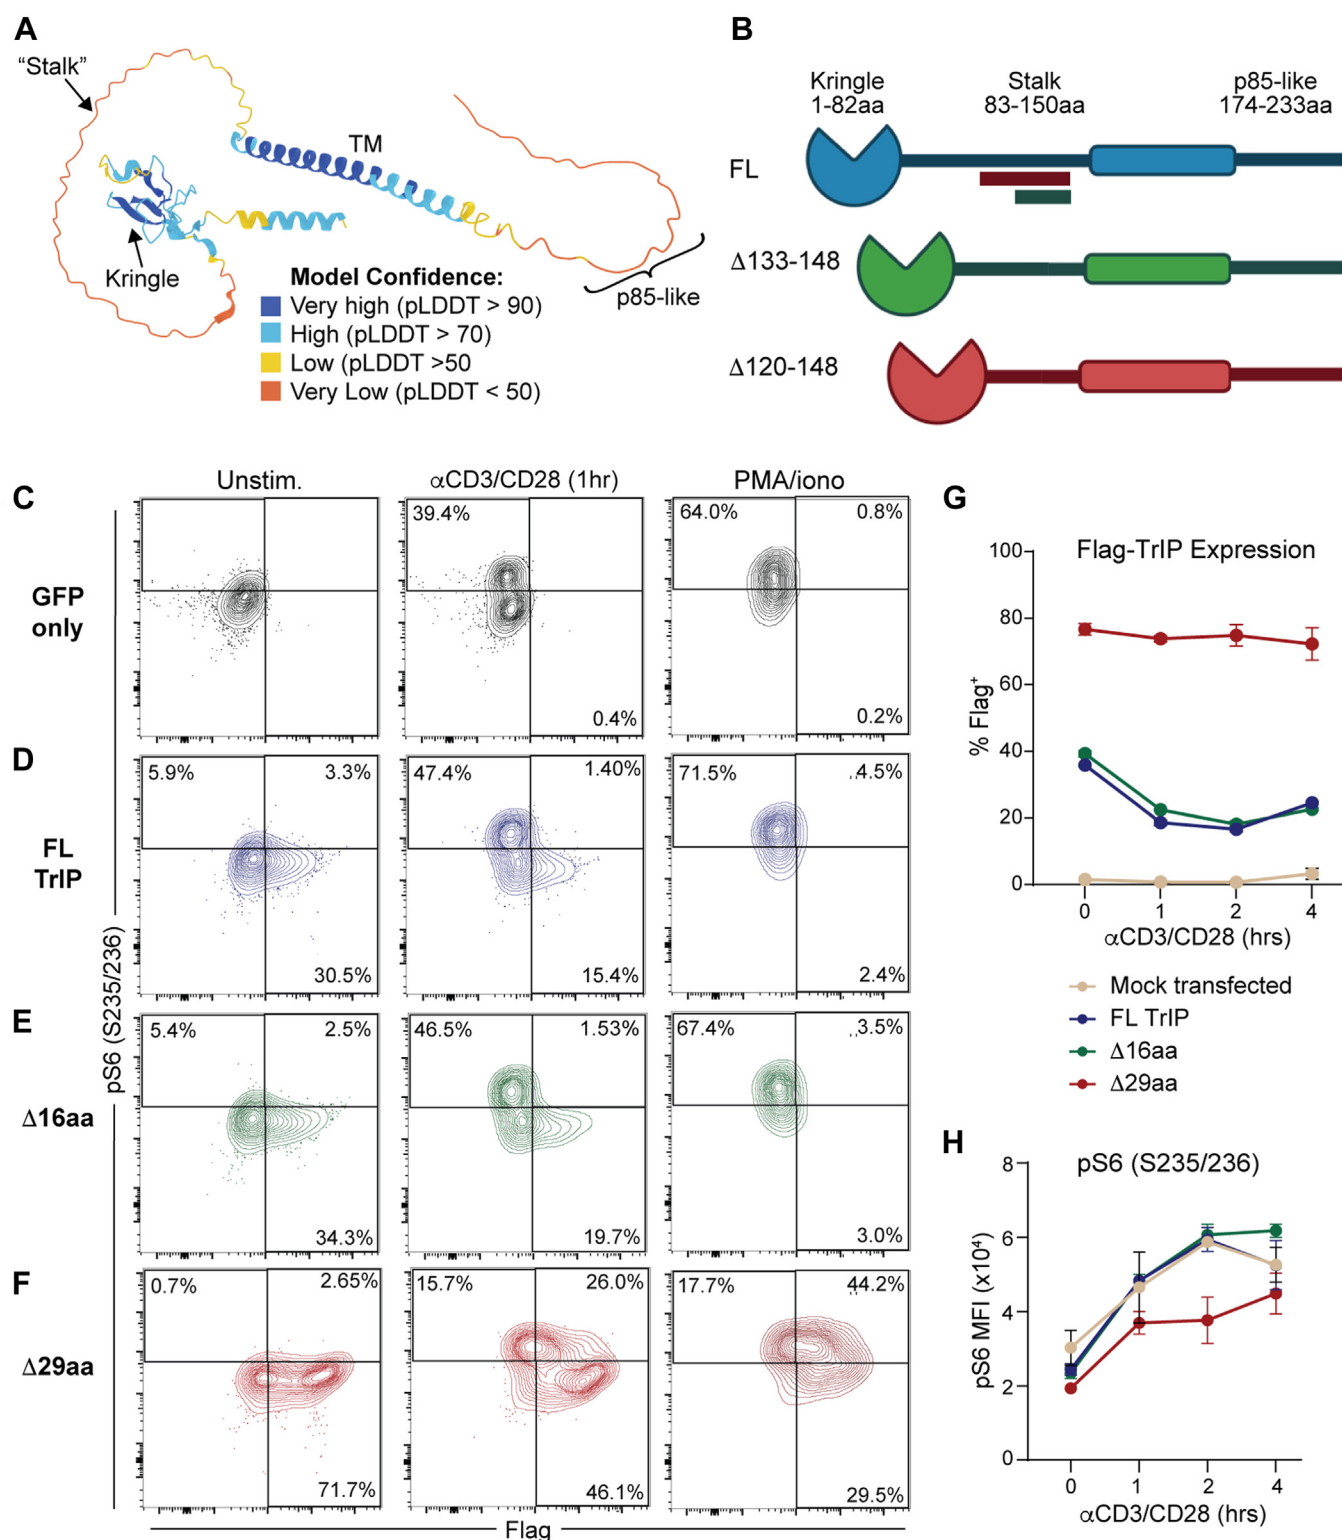 A
"Stalk"
TM
Kringle
p85-like
Model Confidence:
Very high (pLDDT > 90)
High (pLDDT > 70)
Low (pLDDT >50
Very Low (pLDDT < 50)
B
Kringle
1-82aa
Stalk
83-150aa
p85-like
174-233aa
FL
Δ133-148
Δ120-148
C
Unstim.
αCD3/CD28 (1hr)
PMA/iono
GFP
only
39.4%
0.4%
64.0%
0.8%
0.2%
D
FL
TrIP
5.9%
3.3%
30.5%
47.4%
1.40%
15.4%
71.5%
4.5%
2.4%
pS6 (S235/236)
E
Δ16aa
5.4%
2.5%
34.3%
46.5%
1.53%
19.7%
67.4%
3.5%
3.0%
F
Δ29aa
0.7%
2.65%
71.7%
15.7%
26.0%
46.1%
17.7%
44.2%
29.5%
Flag
G
Flag-TrIP Expression
% Flag⁺
100
80
60
40
20
0
0 1 2 4
αCD3/CD28 (hrs)
Mock transfected
FL TrIP
Δ16aa
Δ29aa
H
pS6 (S235/236)
pS6 MFI (x10⁴)
8
6
4
2
0
0 1 2 4
αCD3/CD28 (hrs)